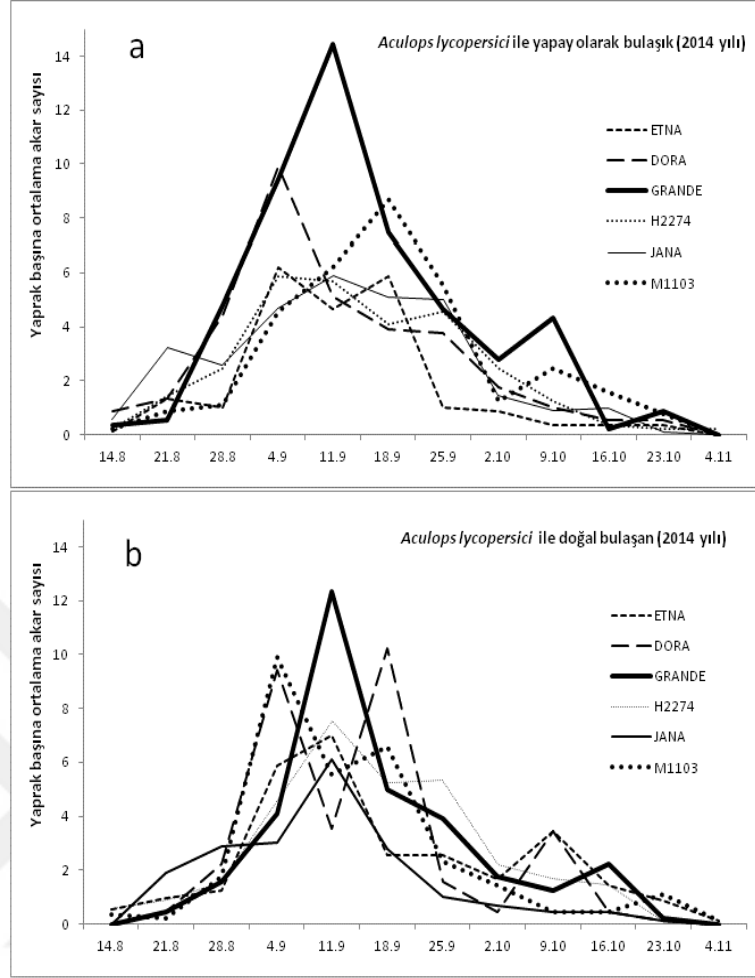 a
Aculops lycopersici ile yapay olarak bulaşık (2014 yılı)
Yaprak başına ortalama akar sayısı
14
12
10
8
6
4
2
0
ETNA
DORA
GRANDE
H2274
JANA
M1103
14.8 21.8 28.8 4.9 11.9 18.9 25.9 2.10 9.10 16.10 23.10 4.11
b
Aculops lycopersici ile doğal bulaşan (2014 yılı)
Yaprak başına ortalama akar sayısı
14
12
10
8
6
4
2
0
ETNA
DORA
GRANDE
H2274
JANA
M1103
14.8 21.8 28.8 4.9 11.9 18.9 25.9 2.10 9.10 16.10 23.10 4.11